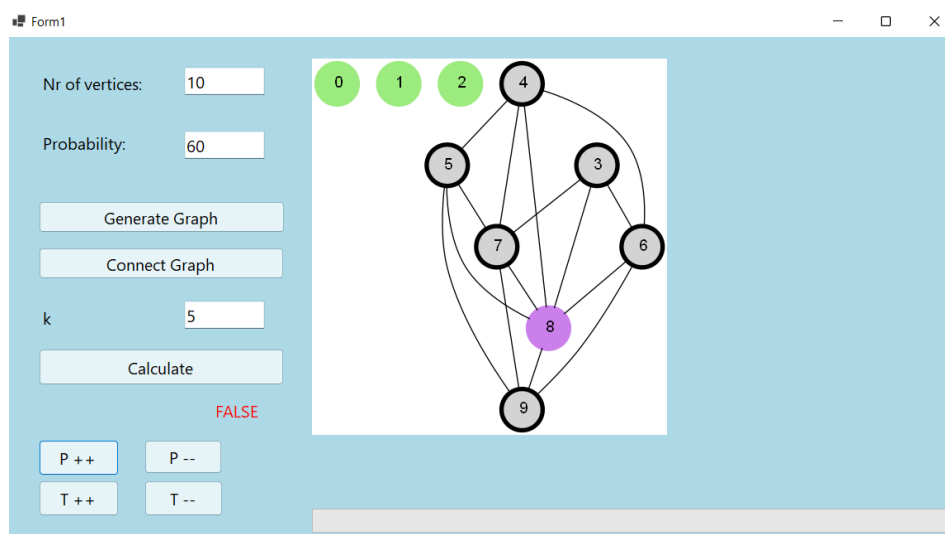 Form1
Nr of vertices: 10
Probability: 60
Generate Graph
Connect Graph
k 5
Calculate
FALSE
P ++ P --
T ++ T --
0 1 2 4
5 3
7 6
8
9